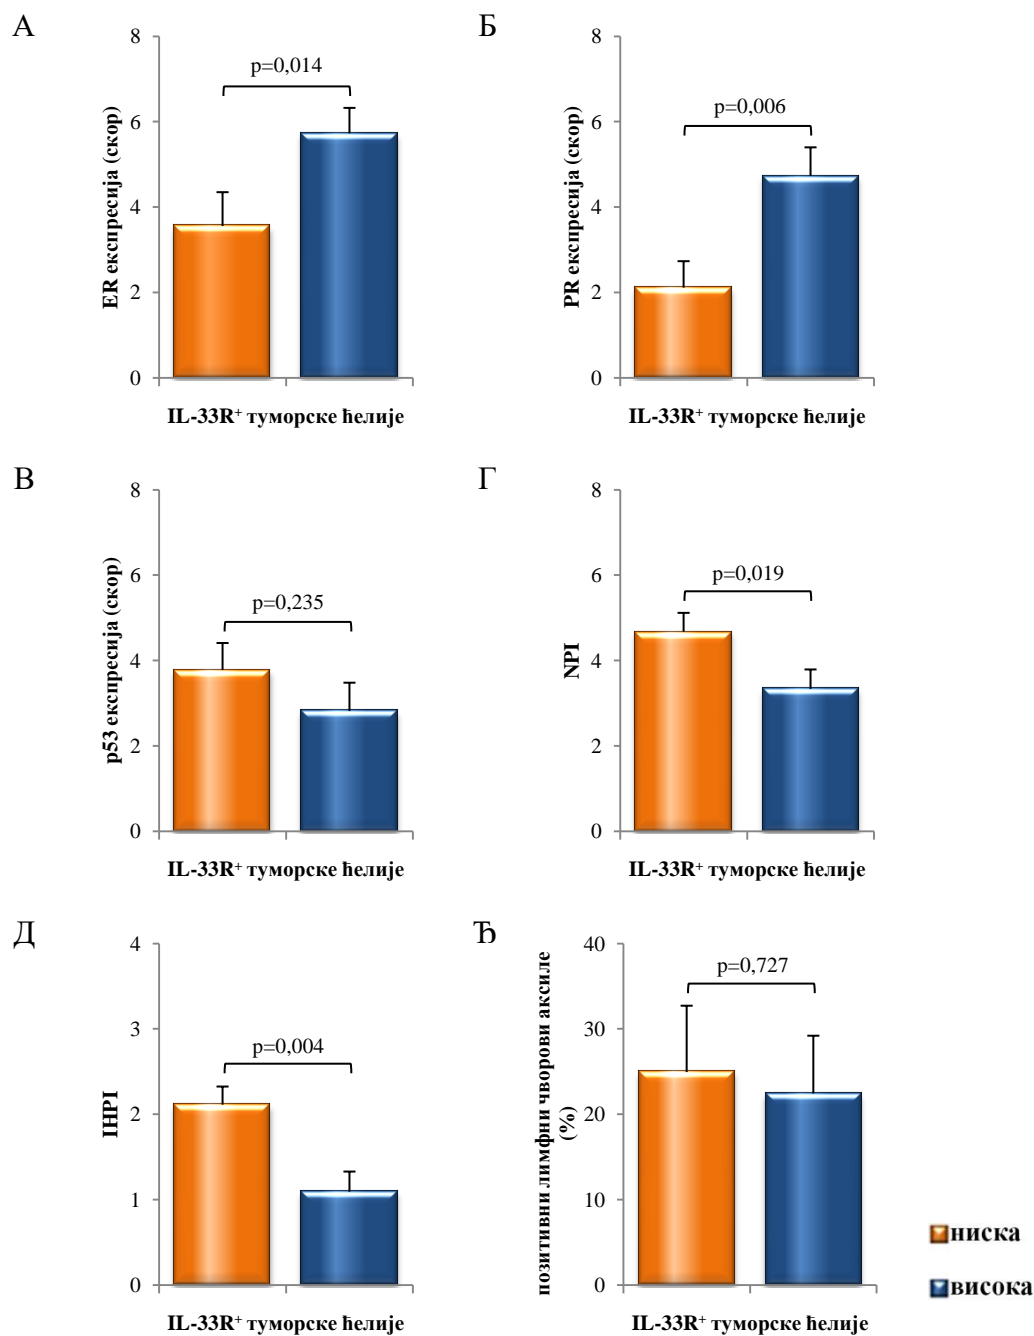 А
8
6
4
2
0
ER експресија (скор)
p=0,014
IL-33R⁺ туморске ћелије
Б
8
6
4
2
0
PR експресија (скор)
p=0,006
IL-33R⁺ туморске ћелије
В
8
6
4
2
0
p53 експресија (скор)
p=0,235
IL-33R⁺ туморске ћелије
Г
8
6
4
2
0
NPI
p=0,019
IL-33R⁺ туморске ћелије
Д
4
3
2
1
0
IHPI
p=0,004
IL-33R⁺ туморске ћелије
Ђ
40
30
20
10
0
позитивни лимфни чворови аксиле
(%)
p=0,727
IL-33R⁺ туморске ћелије
ниска
висока